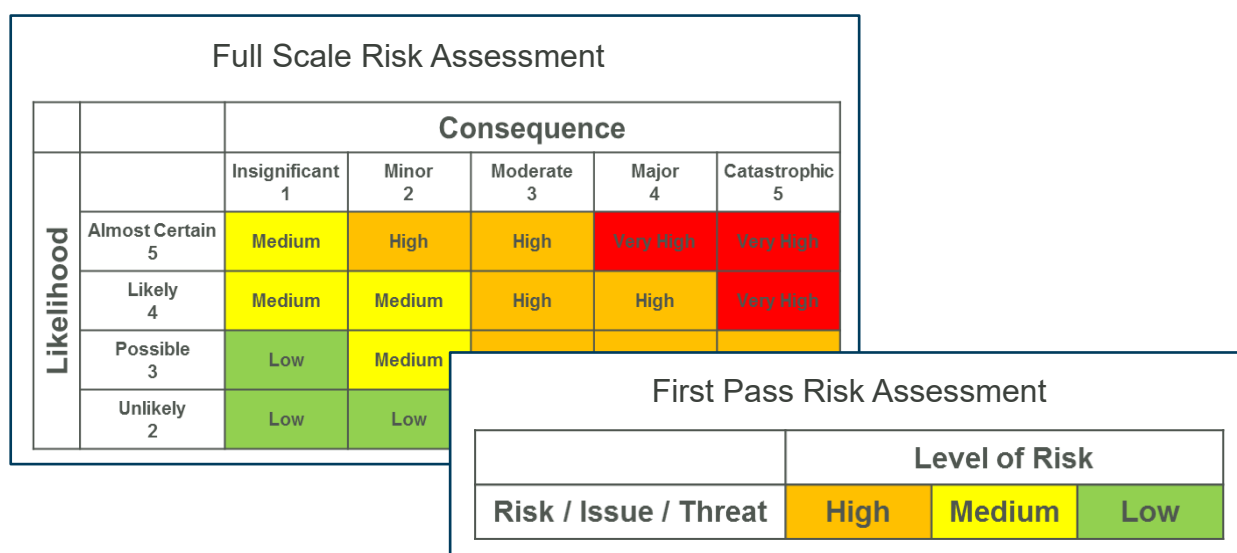 Full Scale Risk Assessment
Consequence
Insignificant Minor Moderate Major Catastrophic
1 2 3 4 5
Likelihood
Almost Certain
5
Medium High High Very High Very High
Likely
4
Medium Medium High High Very High
Possible
3
Low Medium
Unlikely
2
Low Low
First Pass Risk Assessment
Level of Risk
Risk / Issue / Threat High Medium Low